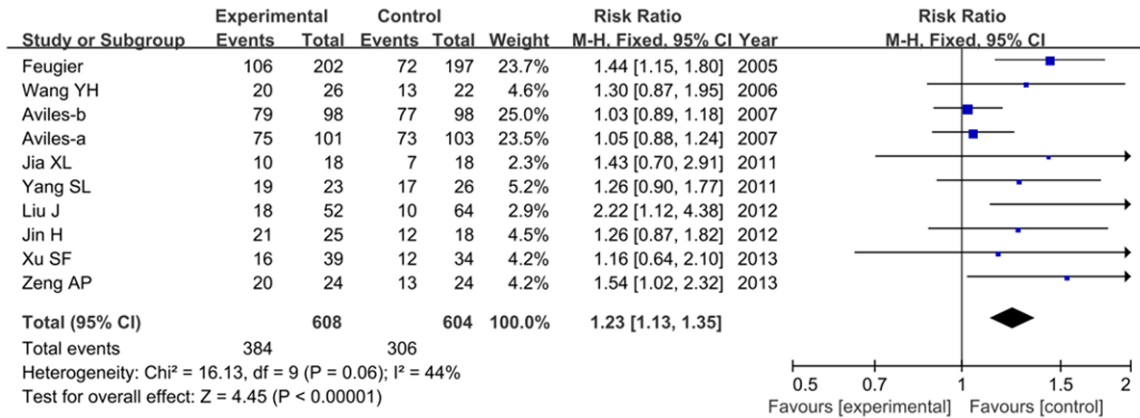 Experimental Control Risk Ratio Risk Ratio
Study or Subgroup Events Total Events Total Weight M-H, Fixed, 95% CI Year M-H, Fixed, 95% CI
Feugier 106 202 72 197 23.7% 1.44 [1.15, 1.80] 2005
Wang YH 20 26 13 22 4.6% 1.30 [0.87, 1.95] 2006
Aviles-b 79 98 77 98 25.0% 1.03 [0.89, 1.18] 2007
Aviles-a 75 101 73 103 23.5% 1.05 [0.88, 1.24] 2007
Jia XL 10 18 7 18 2.3% 1.43 [0.70, 2.91] 2011
Yang SL 19 23 17 26 5.2% 1.26 [0.90, 1.77] 2011
Liu J 18 52 10 64 2.9% 2.22 [1.12, 4.38] 2012
Jin H 21 25 12 18 4.5% 1.26 [0.87, 1.82] 2012
Xu SF 16 39 12 34 4.2% 1.16 [0.64, 2.10] 2013
Zeng AP 20 24 13 24 4.2% 1.54 [1.02, 2.32] 2013
Total (95% CI) 608 604 100.0% 1.23 [1.13, 1.35]
Total events 384 306
Heterogeneity: Chi² = 16.13, df = 9 (P = 0.06); I² = 44%
Test for overall effect: Z = 4.45 (P < 0.00001)
0.5 0.7 1 1.5 2
Favours [experimental] Favours [control]